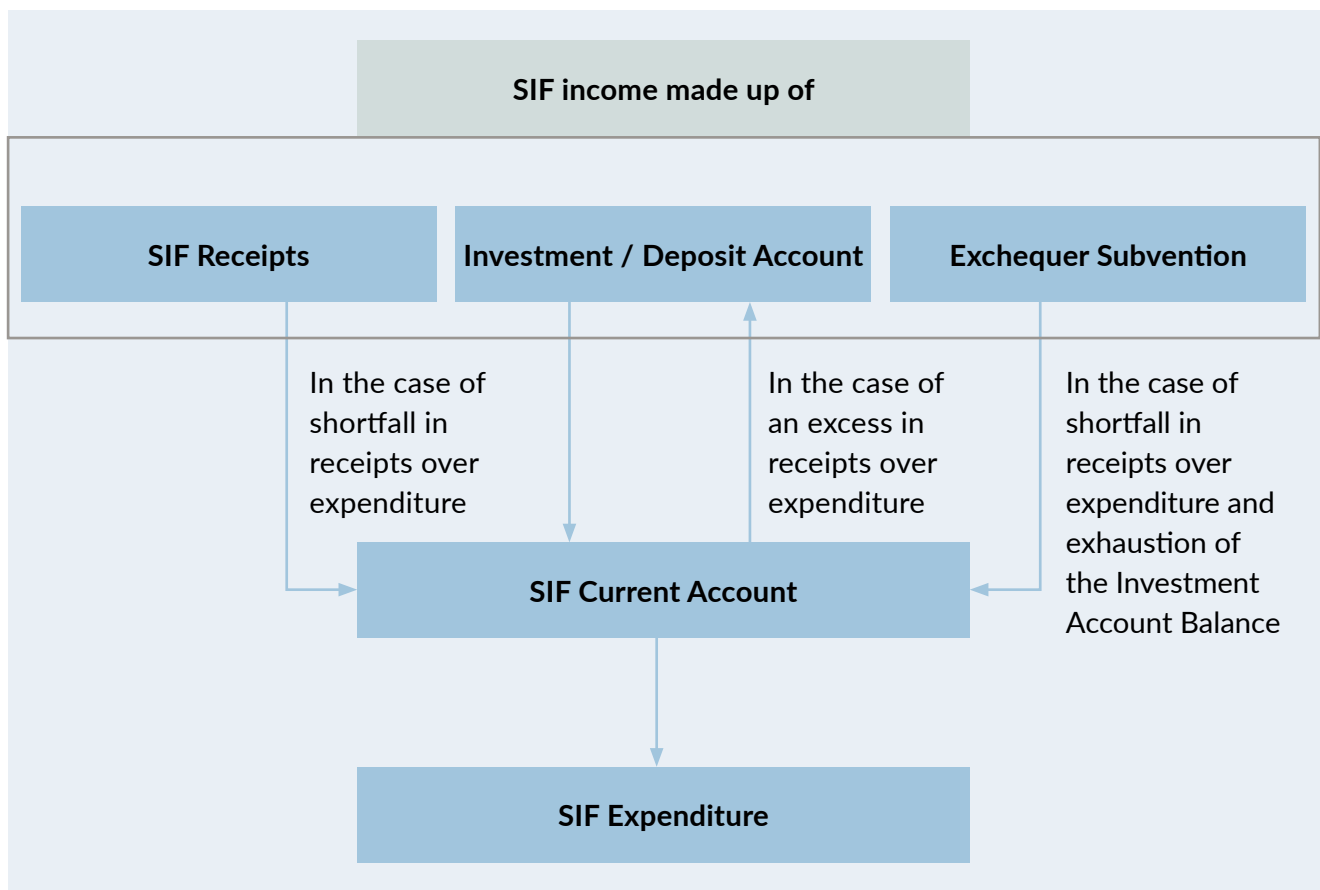 SIF income made up of
SIF Receipts
Investment / Deposit Account
Exchequer Subvention
In the case of
shortfall in
receipts over
expenditure
In the case of
an excess in
receipts over
expenditure
In the case of
shortfall in
receipts over
expenditure and
exhaustion of
the Investment
Account Balance
SIF Current Account
SIF Expenditure